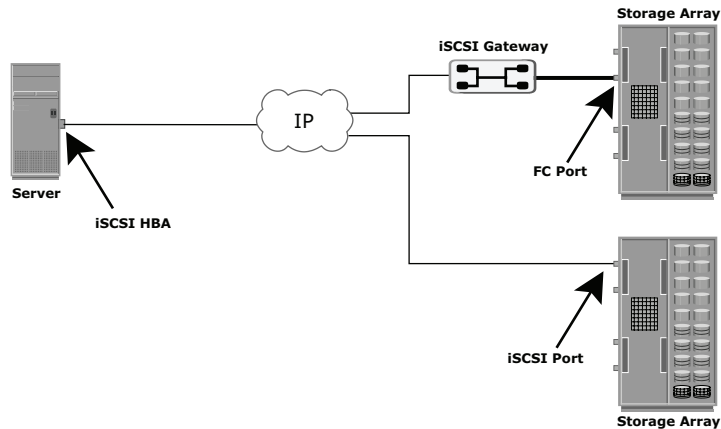 Storage Array
iSCSI Gateway
IP
FC Port
Server
iSCSI HBA
iSCSI Port
Storage Array